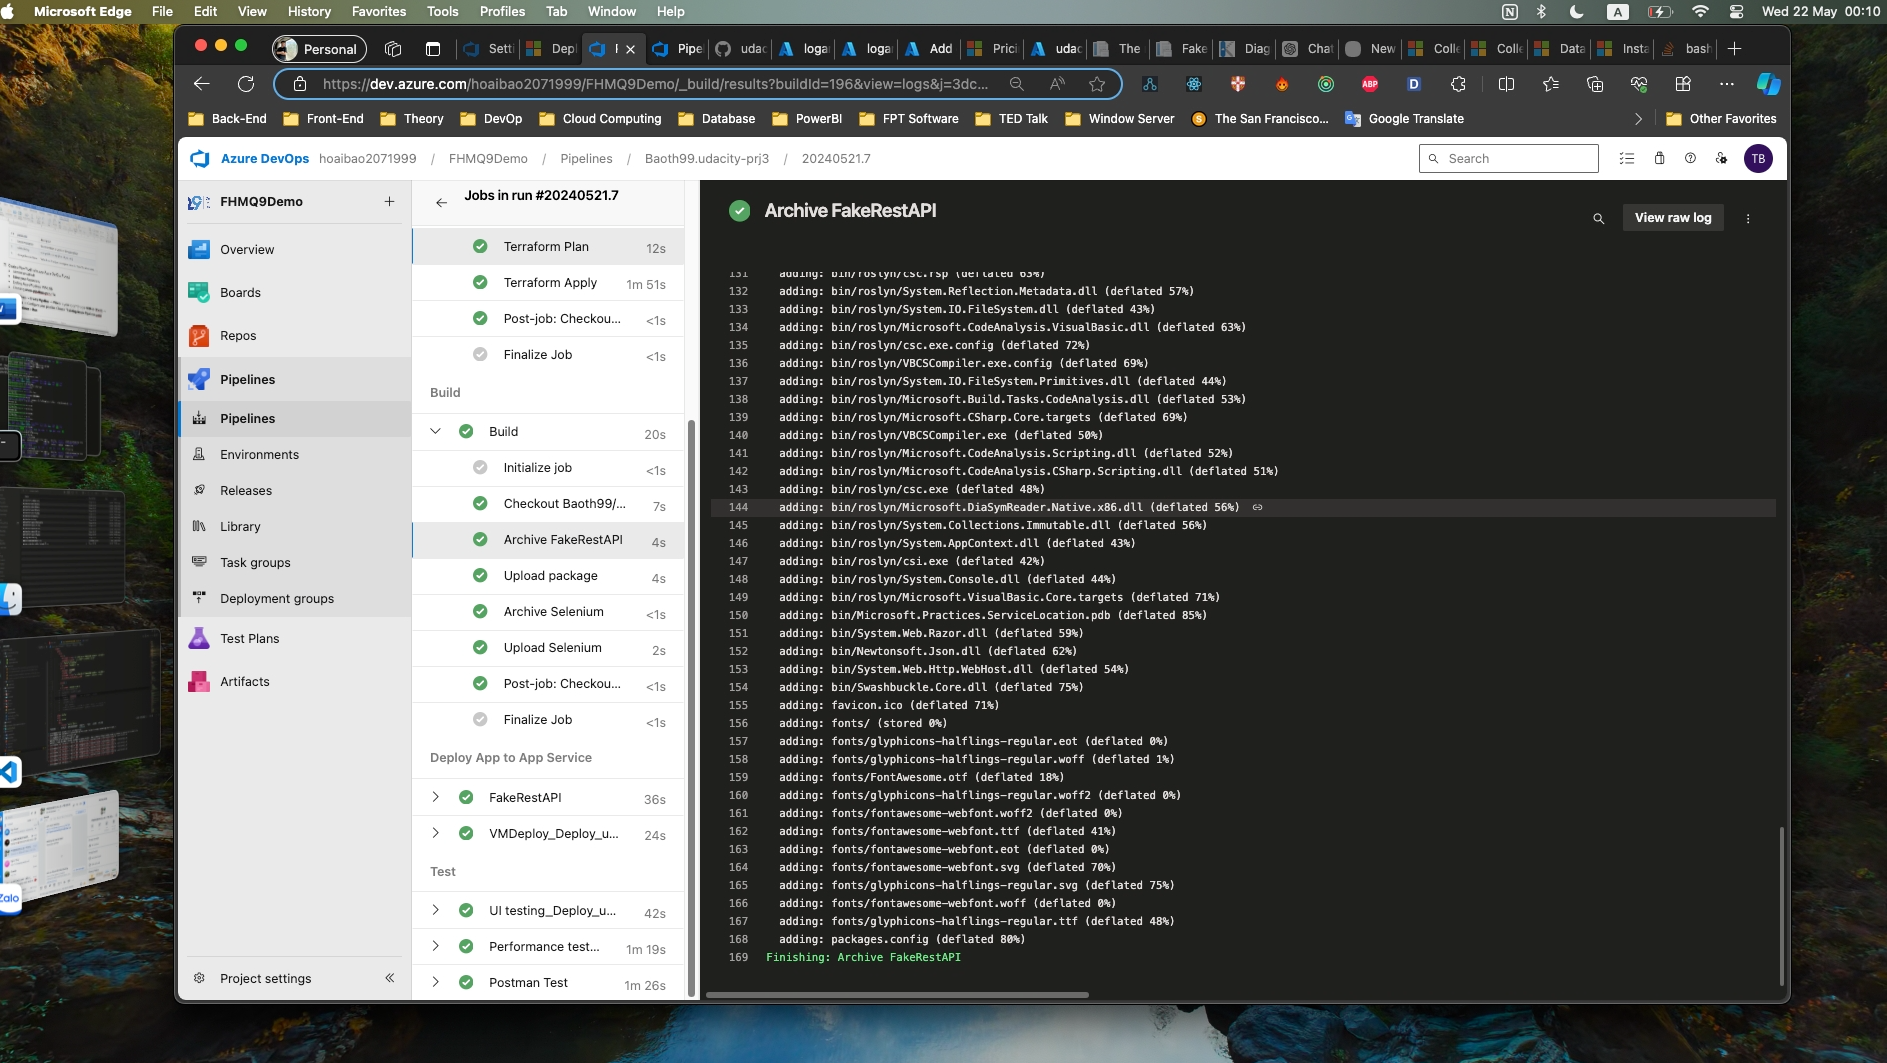 Microsoft Edge File Edit View History Favorites Tools Profiles Tab Window Help A Wed 22 May 00:10
Personal Setti Depl Pipe udac logar logar Add Prici udac The Fake Diag Chat New Colle Colle Data Insta bash
https://dev.azure.com/hoaibao2071999/FHMQ9Demo/_build/results?buildId=196&view=logs&j=3dc...
Back-End Front-End Theory DevOp Cloud Computing Database PowerBI FPT Software TED Talk Window Server The San Francisco... Google Translate Other Favorites
Azure DevOps hoaibao2071999 / FHMQ9Demo / Pipelines / Baoth99.udacity-prj3 / 20240521.7 Search TB
FHMQ9Demo
Overview
Boards
Repos
Pipelines
Pipelines
Environments
Releases
Library
Task groups
Deployment groups
Test Plans
Artifacts
Project settings
Jobs in run #20240521.7
Terraform Plan 12s
Terraform Apply 1m 51s
Post-job: Checkou... <1s
Finalize Job <1s
Build
Build 20s
Initialize job <1s
Checkout Baoth99/... 7s
Archive FakeRestAPI 4s
Upload package 4s
Archive Selenium <1s
Upload Selenium 2s
Post-job: Checkou... <1s
Finalize Job <1s
Deploy App to App Service
FakeRestAPI 36s
VMDeploy_Deploy_u... 24s
Test
UI testing_Deploy_u... 42s
Performance test... 1m 19s
Postman Test 1m 26s
Archive FakeRestAPI
View raw log
131 adding: bin/roslyn/csc.rsp (deflated 63%)
132 adding: bin/roslyn/System.Reflection.Metadata.dll (deflated 57%)
133 adding: bin/roslyn/System.IO.FileSystem.dll (deflated 43%)
134 adding: bin/roslyn/Microsoft.CodeAnalysis.VisualBasic.dll (deflated 63%)
135 adding: bin/roslyn/csc.exe.config (deflated 72%)
136 adding: bin/roslyn/VBCSCompiler.exe.config (deflated 69%)
137 adding: bin/roslyn/System.IO.FileSystem.Primitives.dll (deflated 44%)
138 adding: bin/roslyn/Microsoft.Build.Tasks.CodeAnalysis.dll (deflated 53%)
139 adding: bin/roslyn/Microsoft.CSharp.Core.targets (deflated 69%)
140 adding: bin/roslyn/VBCSCompiler.exe (deflated 50%)
141 adding: bin/roslyn/Microsoft.CodeAnalysis.Scripting.dll (deflated 52%)
142 adding: bin/roslyn/Microsoft.CodeAnalysis.CSharp.Scripting.dll (deflated 51%)
143 adding: bin/roslyn/csc.exe (deflated 48%)
144 adding: bin/roslyn/Microsoft.DiaSymReader.Native.x86.dll (deflated 56%)
145 adding: bin/roslyn/System.Collections.Immutable.dll (deflated 56%)
146 adding: bin/roslyn/System.AppContext.dll (deflated 43%)
147 adding: bin/roslyn/csi.exe (deflated 42%)
148 adding: bin/roslyn/System.Console.dll (deflated 44%)
149 adding: bin/roslyn/Microsoft.VisualBasic.Core.targets (deflated 71%)
150 adding: bin/Microsoft.Practices.ServiceLocation.pdb (deflated 85%)
151 adding: bin/System.Web.Razor.dll (deflated 59%)
152 adding: bin/Newtonsoft.Json.dll (deflated 62%)
153 adding: bin/System.Web.Http.WebHost.dll (deflated 54%)
154 adding: bin/Swashbuckle.Core.dll (deflated 75%)
155 adding: favicon.ico (deflated 71%)
156 adding: fonts/ (stored 0%)
157 adding: fonts/glyphicons-halflings-regular.eot (deflated 0%)
158 adding: fonts/glyphicons-halflings-regular.woff (deflated 1%)
159 adding: fonts/FontAwesome.otf (deflated 18%)
160 adding: fonts/glyphicons-halflings-regular.woff2 (deflated 0%)
161 adding: fonts/fontawesome-webfont.woff2 (deflated 0%)
162 adding: fonts/fontawesome-webfont.ttf (deflated 41%)
163 adding: fonts/fontawesome-webfont.eot (deflated 0%)
164 adding: fonts/fontawesome-webfont.svg (deflated 70%)
165 adding: fonts/glyphicons-halflings-regular.svg (deflated 75%)
166 adding: fonts/fontawesome-webfont.woff (deflated 0%)
167 adding: fonts/glyphicons-halflings-regular.ttf (deflated 48%)
168 adding: packages.config (deflated 80%)
169 Finishing: Archive FakeRestAPI
Zalo